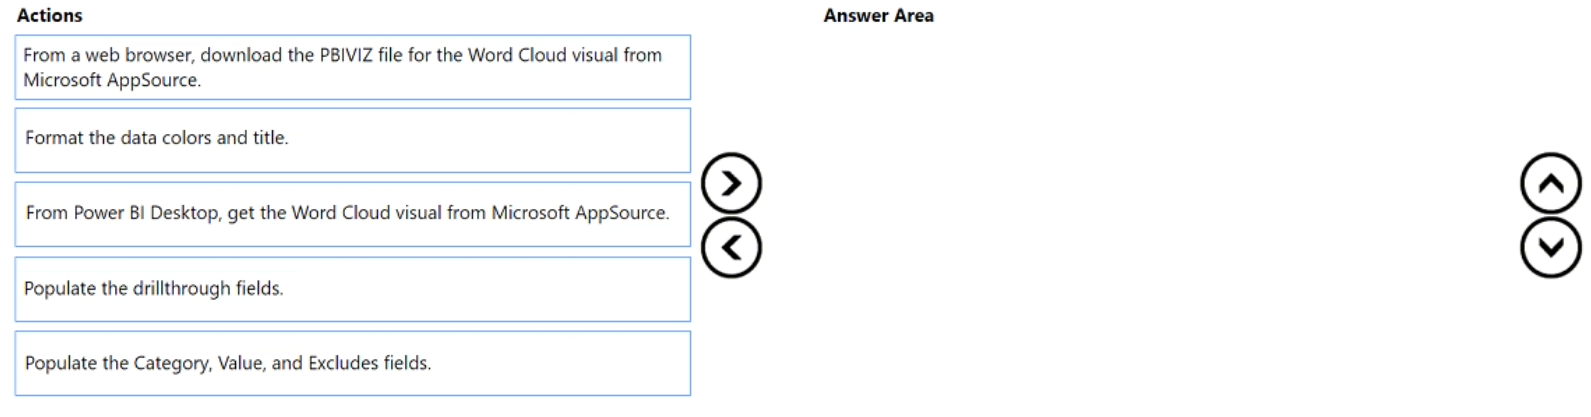 Actions
Answer Area
From a web browser, download the PBIVIZ file for the Word Cloud visual from
Microsoft AppSource.
Format the data colors and title.
From Power BI Desktop, get the Word Cloud visual from Microsoft AppSource.
Populate the drillthrough fields.
Populate the Category, Value, and Excludes fields.